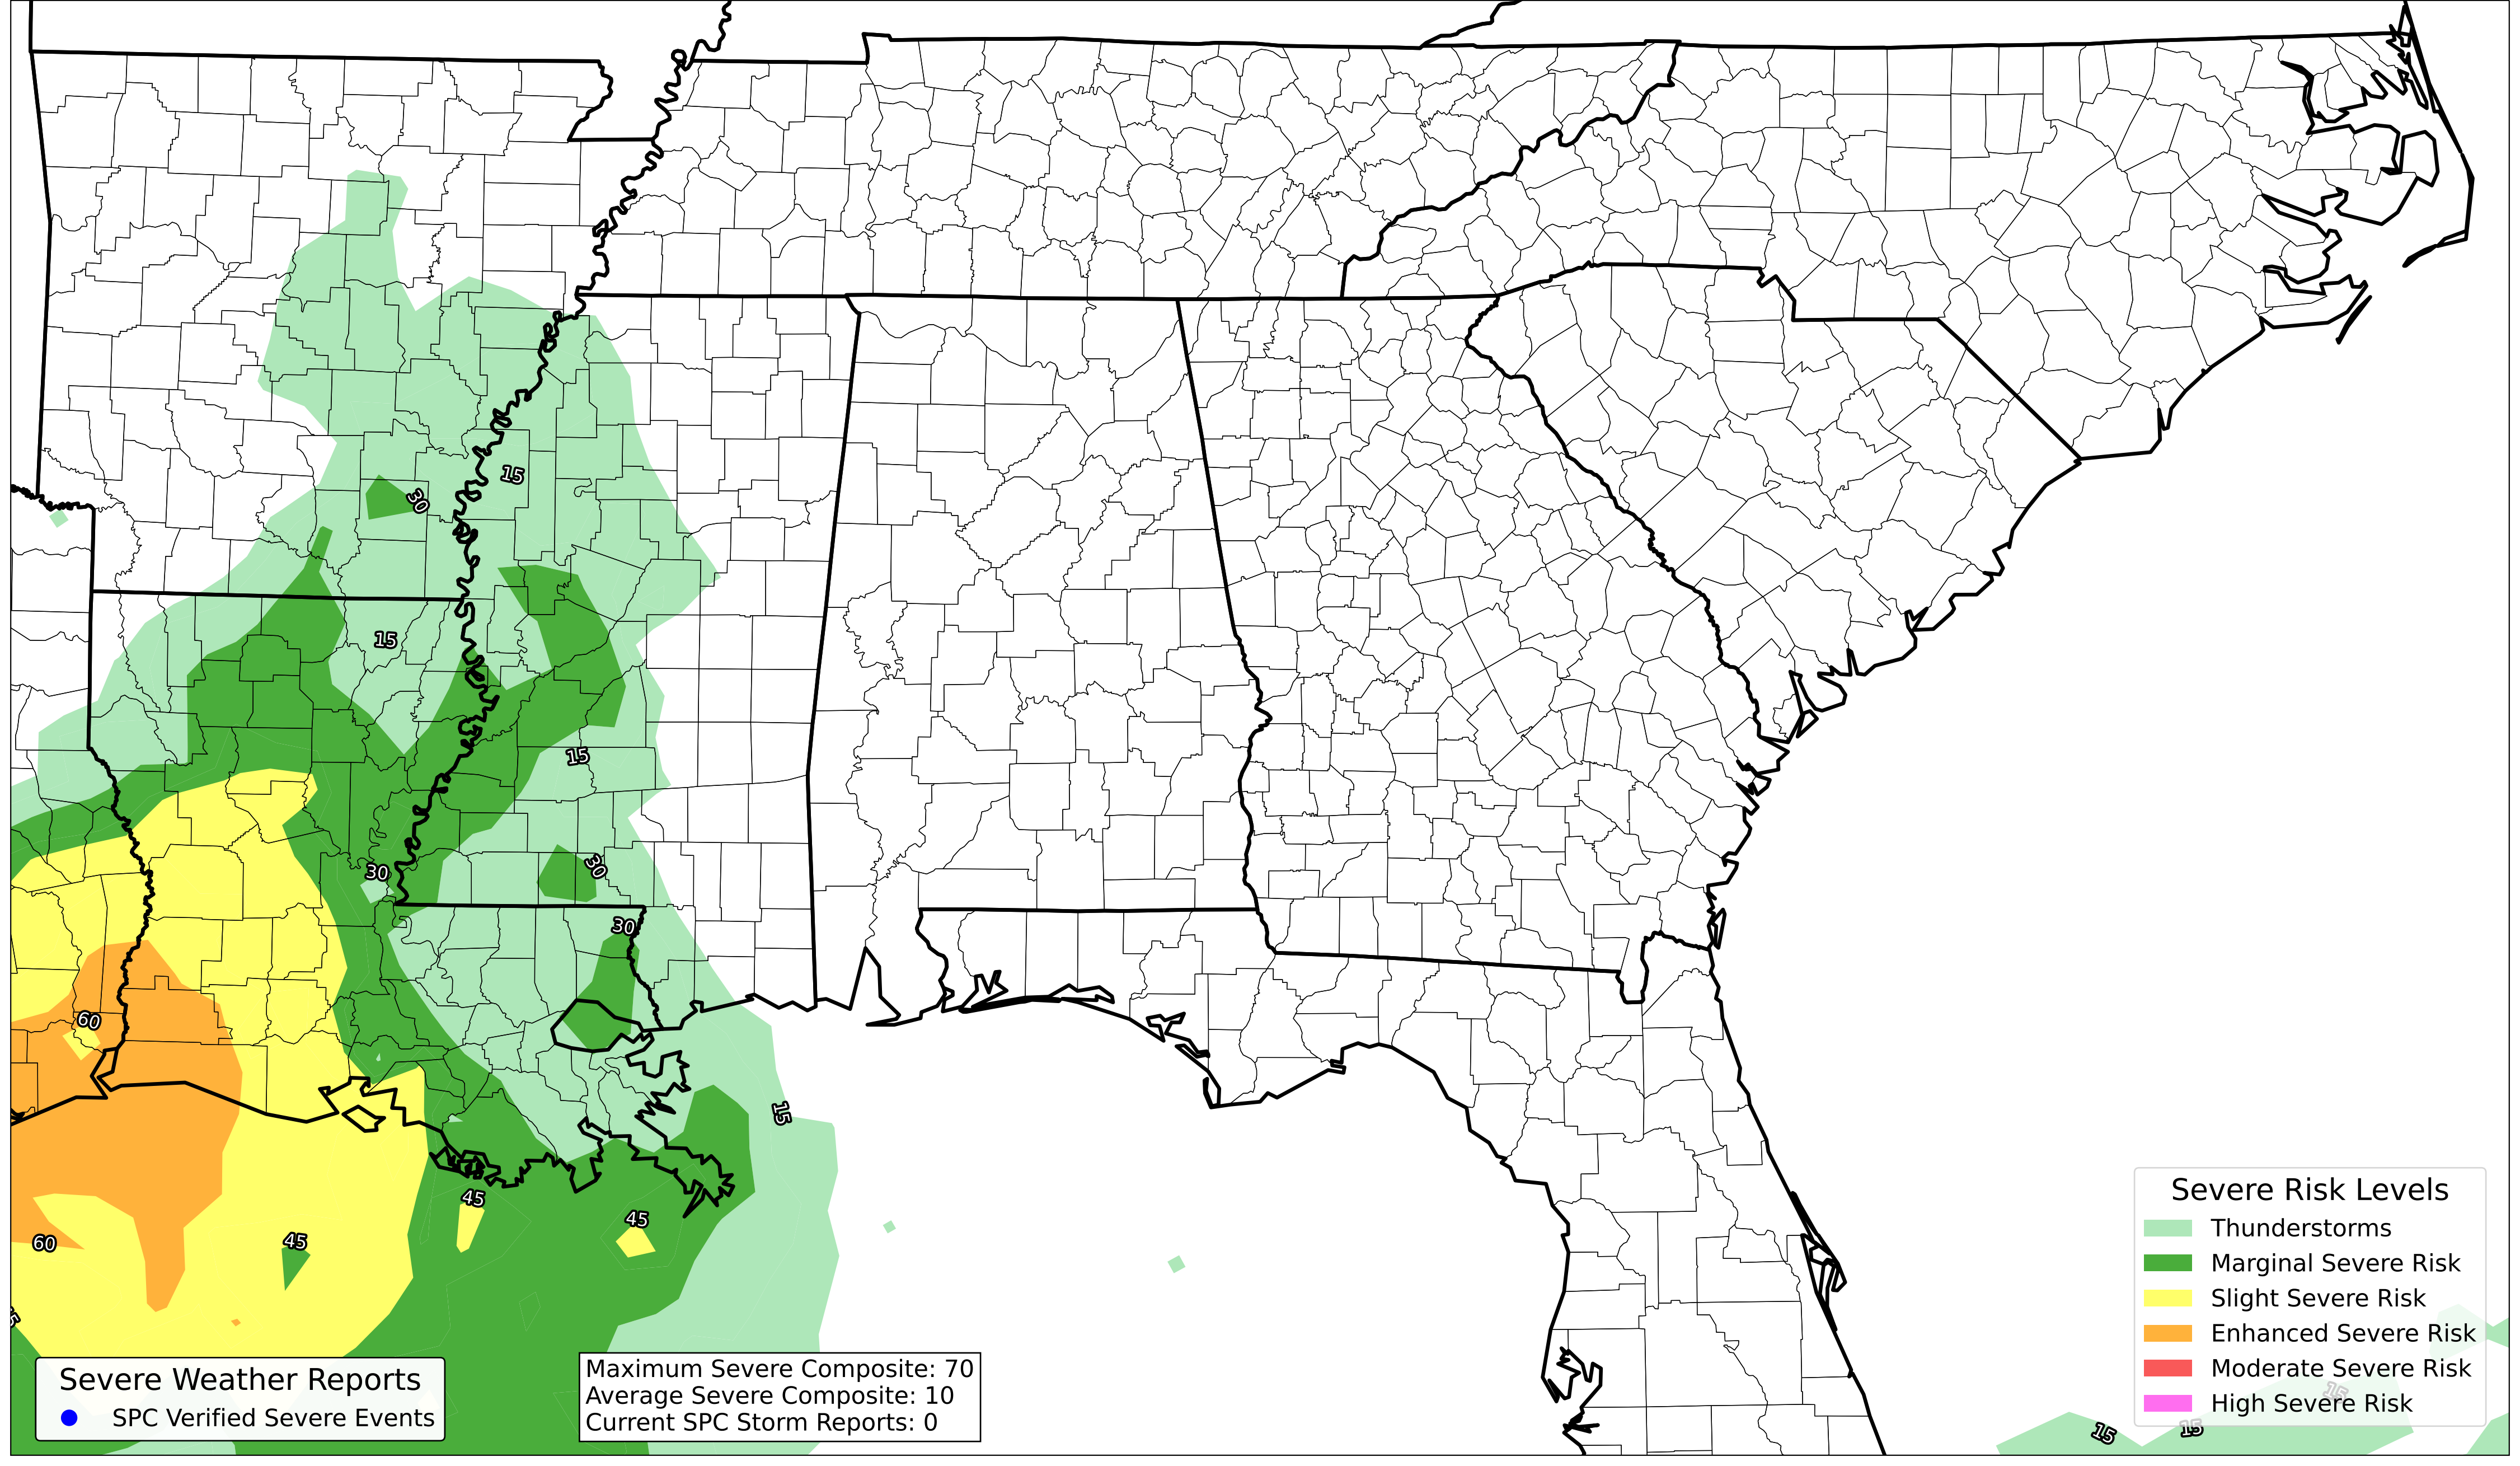 15
30
15
15
30
30
30
60
15
45
45
60
45
Severe Weather Reports
SPC Verified Severe Events
Maximum Severe Composite: 70
Average Severe Composite: 10
Current SPC Storm Reports: 0
Severe Risk Levels
Thunderstorms
Marginal Severe Risk
Slight Severe Risk
Enhanced Severe Risk
Moderate Severe Risk
High Severe Risk
15
15
15